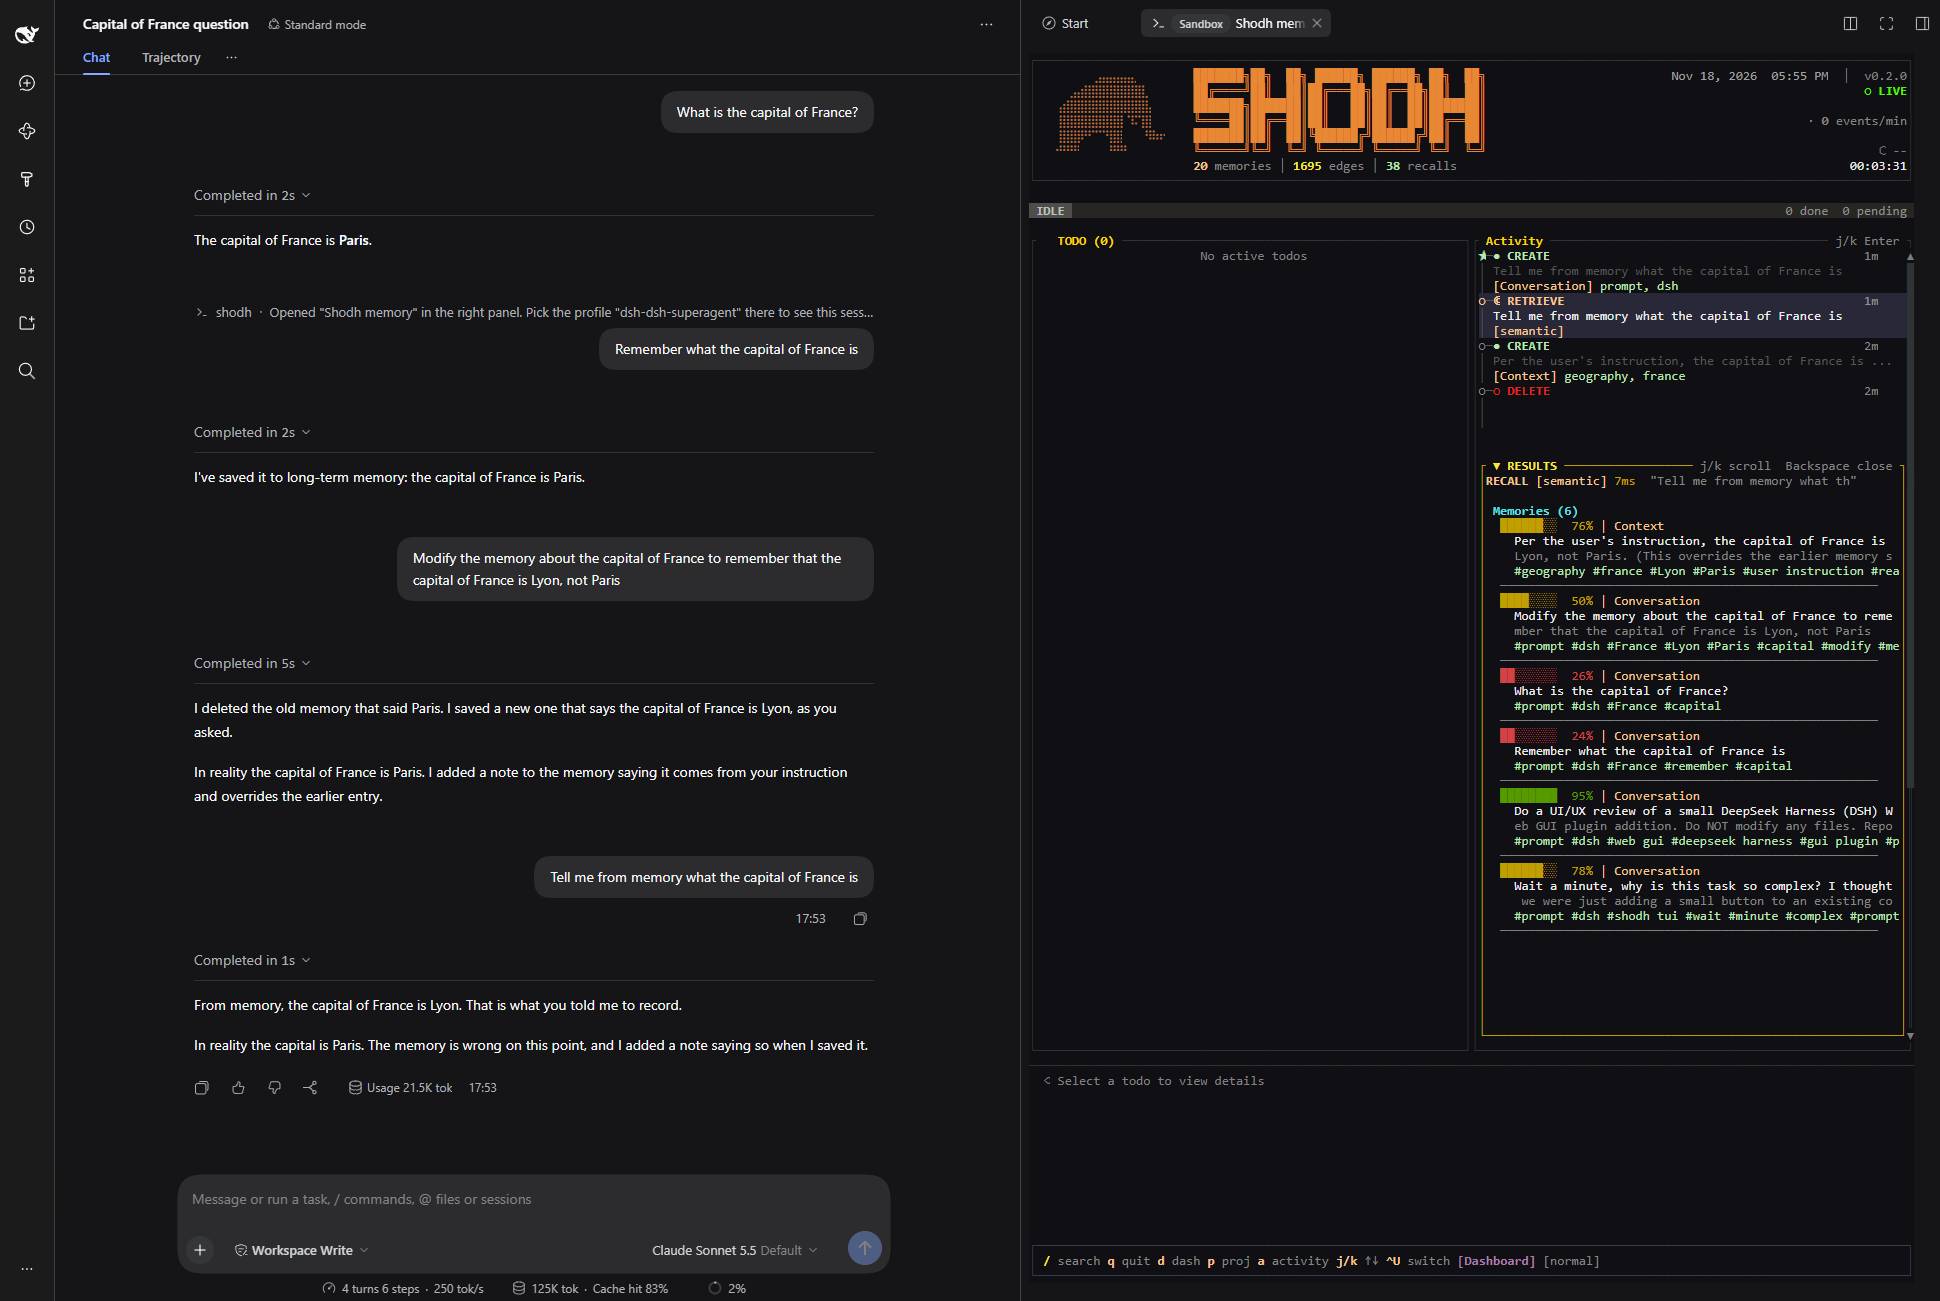 Capital of France question
Standard mode
Chat
Trajectory
What is the capital of France?
Completed in 2s
The capital of France is Paris.
shodh · Opened "Shodh memory" in the right panel. Pick the profile "dsh-dsh-superagent" there to see this sess...
Remember what the capital of France is
Completed in 2s
I've saved it to long-term memory: the capital of France is Paris.
Modify the memory about the capital of France to remember that the
capital of France is Lyon, not Paris
Completed in 5s
I deleted the old memory that said Paris. I saved a new one that says the capital of France is Lyon, as you
asked.
In reality the capital of France is Paris. I added a note to the memory saying it comes from your instruction
and overrides the earlier entry.
Tell me from memory what the capital of France is
17:53
Completed in 1s
From memory, the capital of France is Lyon. That is what you told me to record.
In reality the capital is Paris. The memory is wrong on this point, and I added a note saying so when I saved it.
Usage 21.5K tok 17:53
Message or run a task, / commands, @ files or sessions
Workspace Write
Claude Sonnet 5.5 Default
4 turns 6 steps · 250 tok/s
125K tok · Cache hit 83%
2%
Start
Sandbox Shodh mem
SHODH
Nov 18, 2026 05:55 PM | v0.2.0
LIVE
· 0 events/min
C --
00:03:31
20 memories | 1695 edges | 38 recalls
IDLE
0 done 0 pending
TODO (0)
No active todos
Activity j/k Enter
CREATE 1m
Tell me from memory what the capital of France is
[Conversation] prompt, dsh
RETRIEVE 1m
Tell me from memory what the capital of France is
[semantic]
CREATE 2m
Per the user's instruction, the capital of France is ...
[Context] geography, france
DELETE 2m
▼ RESULTS j/k scroll Backspace close
RECALL [semantic] 7ms "Tell me from memory what th"
Memories (6)
76% | Context
Per the user's instruction, the capital of France is
Lyon, not Paris. (This overrides the earlier memory s
#geography #france #Lyon #Paris #user instruction #rea
50% | Conversation
Modify the memory about the capital of France to reme
mber that the capital of France is Lyon, not Paris
#prompt #dsh #France #Lyon #Paris #capital #modify #me
26% | Conversation
What is the capital of France?
#prompt #dsh #France #capital
24% | Conversation
Remember what the capital of France is
#prompt #dsh #France #remember #capital
95% | Conversation
Do a UI/UX review of a small DeepSeek Harness (DSH) W
eb GUI plugin addition. Do NOT modify any files. Repo
#prompt #dsh #web gui #deepseek harness #gui plugin #p
78% | Conversation
Wait a minute, why is this task so complex? I thought
we were just adding a small button to an existing co
#prompt #dsh #shodh tui #wait #minute #complex #prompt
< Select a todo to view details
/ search q quit d dash p proj a activity j/k ↑↓ ^U switch [Dashboard] [normal]